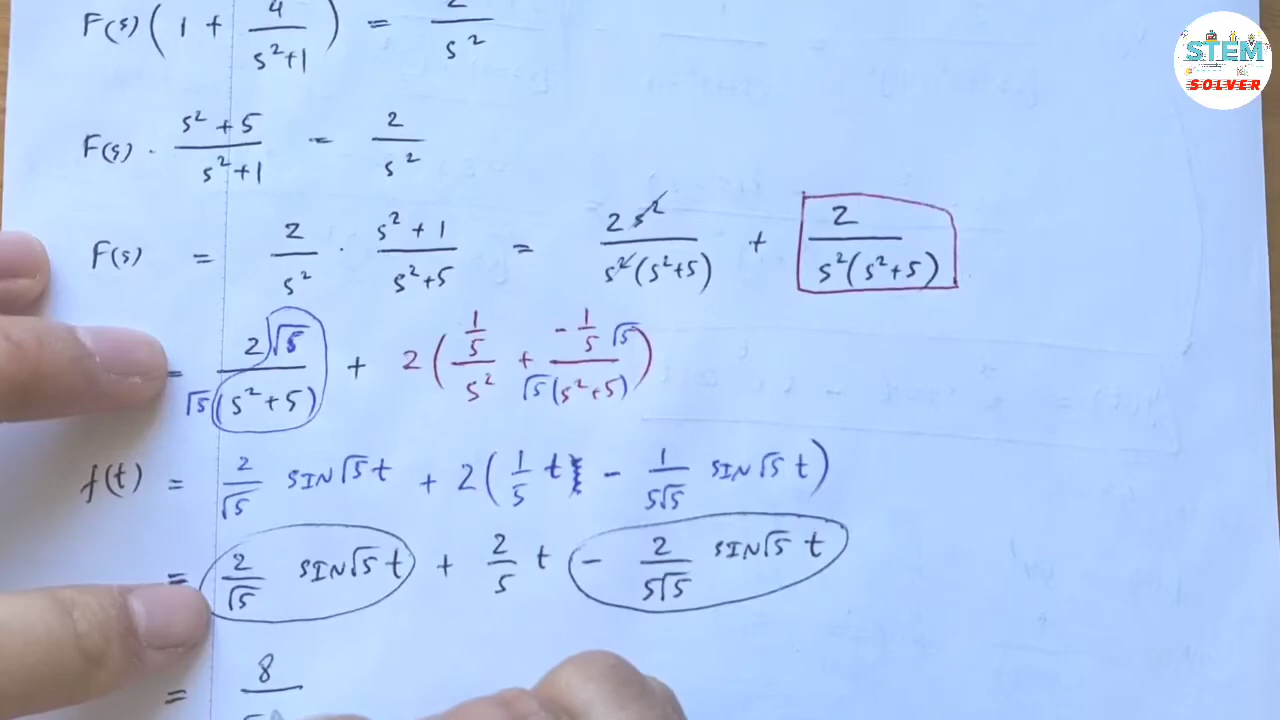 STEM
SOLVER
F(s) ( 1 + 4/(s²+1) ) = 2/s²
F(s) · (s²+5)/(s²+1) = 2/s²
F(s) = 2/s² · (s²+1)/(s²+5) = 2s²/(s²(s²+5)) + 2/(s²(s²+5))
= 2√5/(√5(s²+5)) + 2( (1/5)/s² + (-1/5 √5)/(√5(s²+5)) )
f(t) = 2/√5 SIN√5 t + 2( 1/5 t - 1/(5√5) SIN√5 t )
= 2/√5 SIN√5 t + 2/5 t - 2/(5√5) SIN√5 t
= 8/